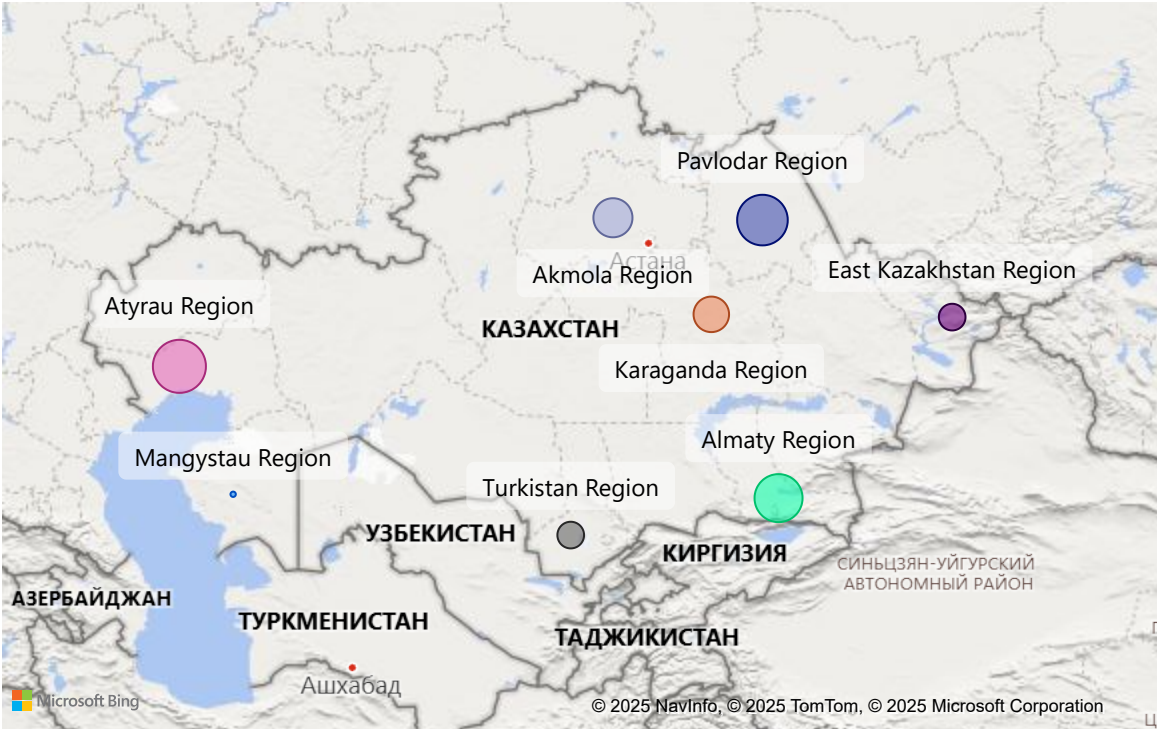 Pavlodar Region
Астана
Akmola Region
East Kazakhstan Region
Atyrau Region
КАЗАХСТАН
Karaganda Region
Almaty Region
Mangystau Region
Turkistan Region
УЗБЕКИСТАН
КИРГИЗИЯ
СИНЬЦЗЯН-УЙГУРСКИЙ
АВТОНОМНЫЙ РАЙОН
АЗЕРБАЙДЖАН
ТУРКМЕНИСТАН
ТАДЖИКИСТАН
Ашхабад
Microsoft Bing
© 2025 NavInfo, © 2025 TomTom, © 2025 Microsoft Corporation